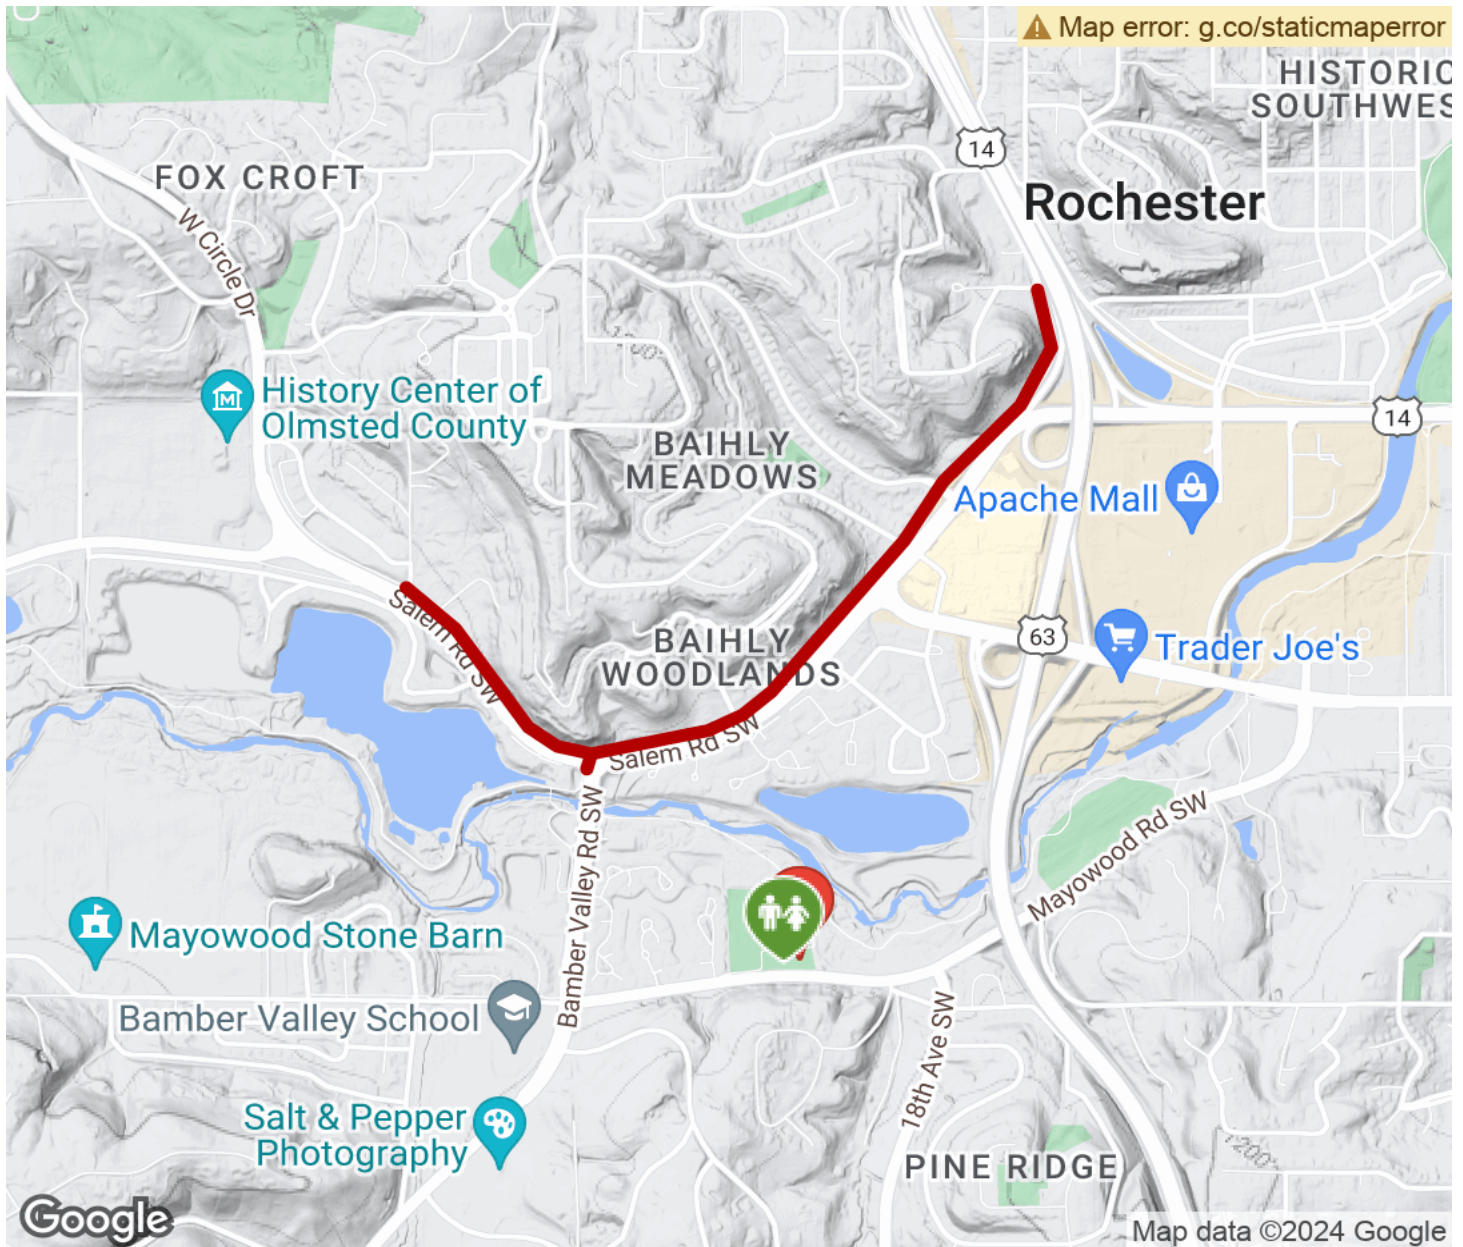 Map error: g.co/staticmaperror
HISTORIC
SOUTHWES
14
FOX CROFT
Rochester
W Circle Dr
History Center of
Olmsted County
14
BAIHLY
MEADOWS
Apache Mall
Salem Rd SW
BAIHLY
WOODLANDS
63
Trader Joe's
Salem Rd SW
Bamber Valley Rd SW
Mayowood Rd SW
Mayowood Stone Barn
Bamber Valley School
18th Ave SW
Salt & Pepper
Photography
PINE RIDGE
Google
Map data ©2024 Google